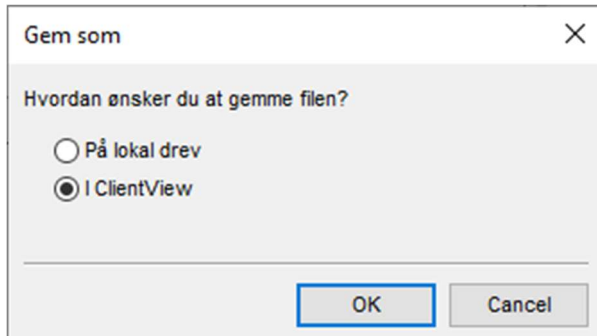 Gem som
Hvordan ønsker du at gemme filen?
På lokal drev
I ClientView
OK
Cancel